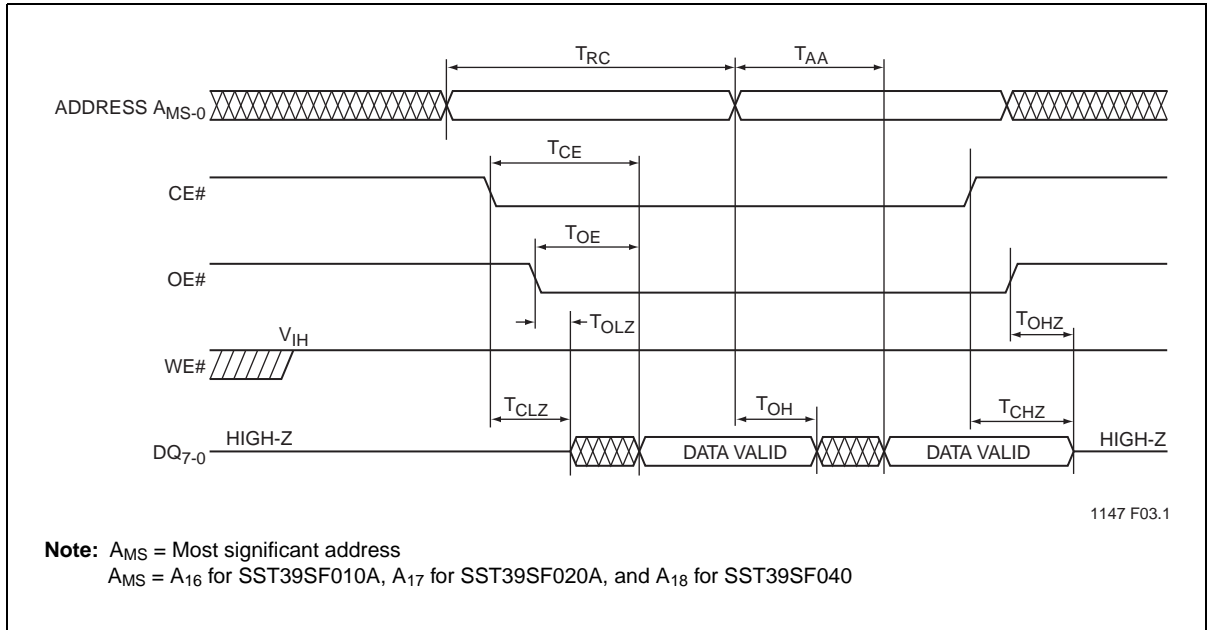 TRC
TAA
ADDRESS AMS-0
TCE
CE#
TOE
OE#
TOLZ
TOHZ
VIH
WE#
TCLZ
TOH
TCHZ
HIGH-Z
HIGH-Z
DQ7-0
DATA VALID
DATA VALID
1147 F03.1
Note: AMS = Most significant address
AMS = A16 for SST39SF010A, A17 for SST39SF020A, and A18 for SST39SF040